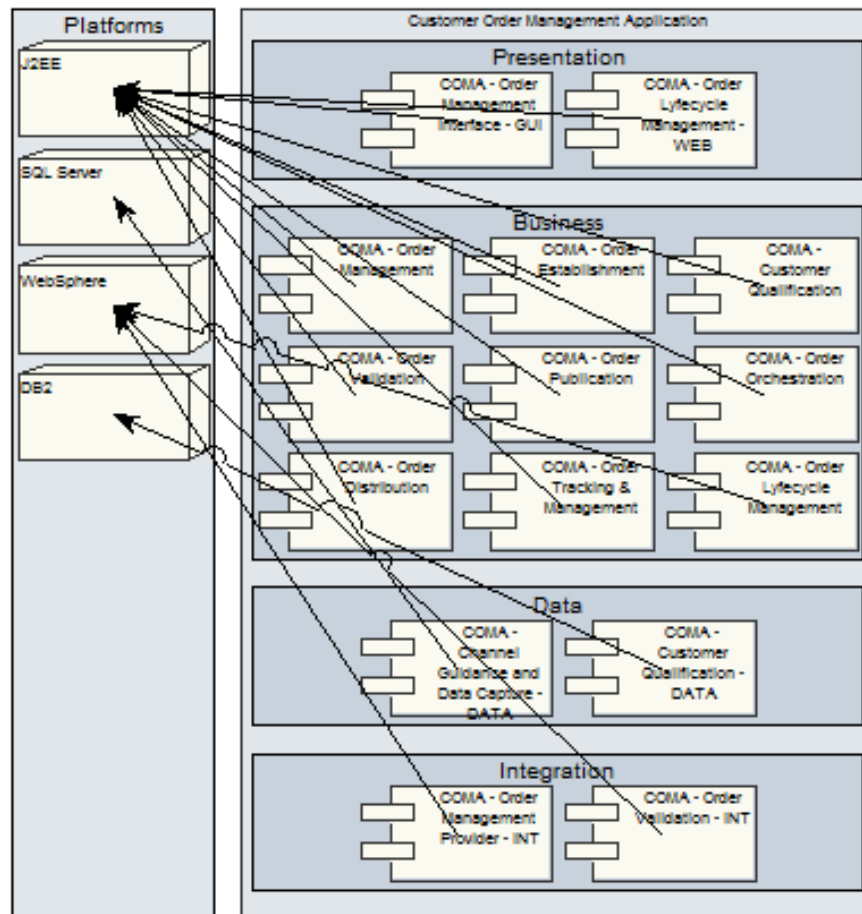 Platforms
J2EE
SQL Server
WebSphere
DB2
Customer Order Management Application
Presentation
COMA - Order
Management
Interface - GUI
COMA - Order
Lyfecycle
Management -
WEB
Business
COMA - Order
Management
COMA - Order
Establishment
COMA -
Customer
Qualification
COMA - Order
Validation
COMA - Order
Publication
COMA - Order
Orchestration
COMA - Order
Distribution
COMA - Order
Tracking &
Management
COMA - Order
Lyfecycle
Management
Data
COMA -
Channel
Guidance and
Data Capture -
DATA
COMA -
Customer
Qualification -
DATA
Integration
COMA - Order
Management
Provider - INT
COMA - Order
Validation - INT